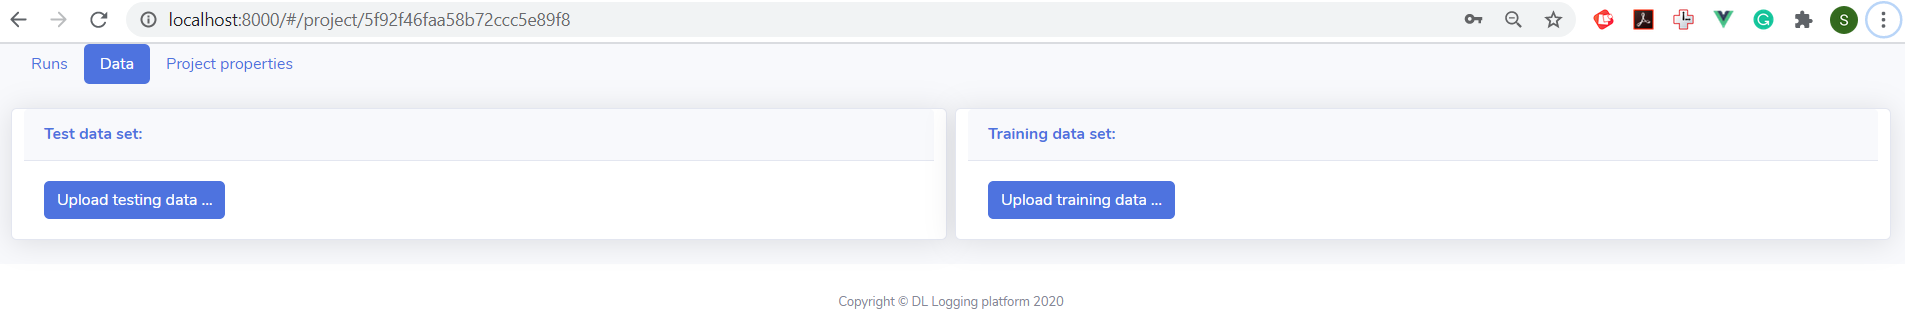 localhost:8000/#/project/5f92f46faa58b72ccc5e89f8
S
Runs Data Project properties
Test data set: Training data set:
Upload testing data ... Upload training data ...
Copyright © DL Logging platform 2020